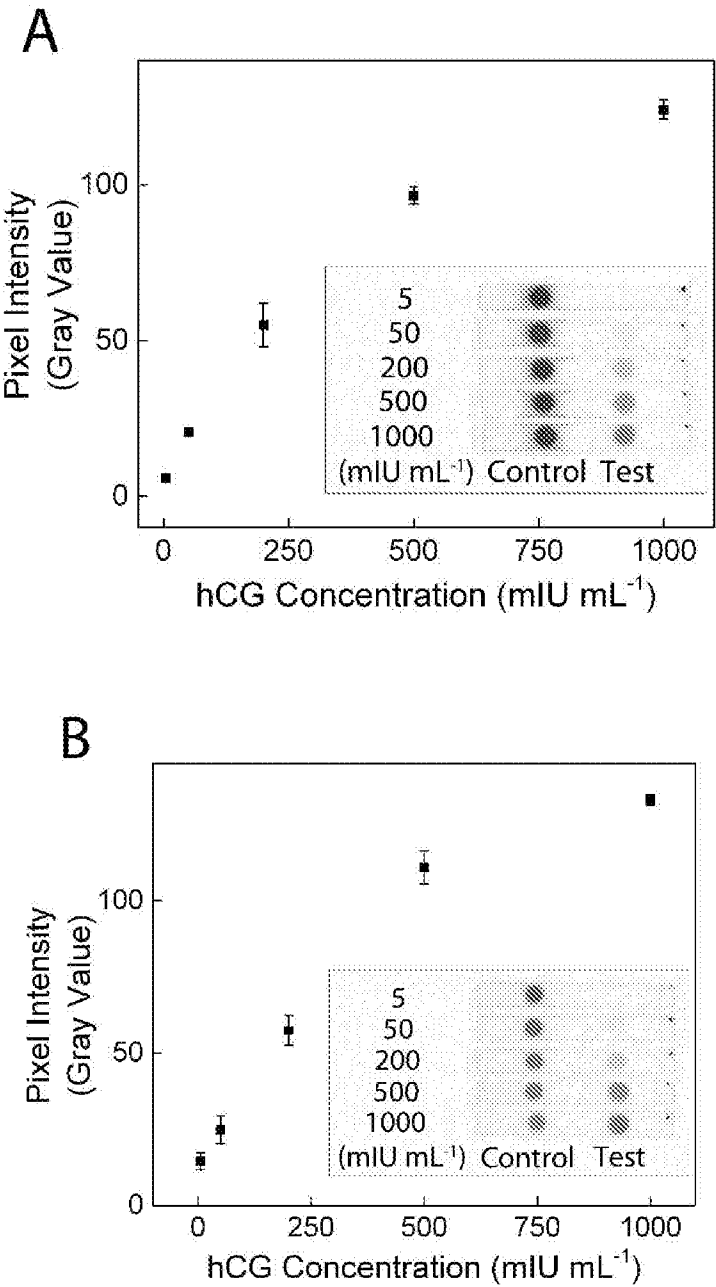 A
Pixel Intensity
(Gray Value)
100
50
0
5
50
200
500
1000
(mIU mL-1) Control Test
0 250 500 750 1000
hCG Concentration (mIU mL-1)
B
Pixel Intensity
(Gray Value)
100
50
0
5
50
200
500
1000
(mIU mL-1) Control Test
0 250 500 750 1000
hCG Concentration (mIU mL-1)